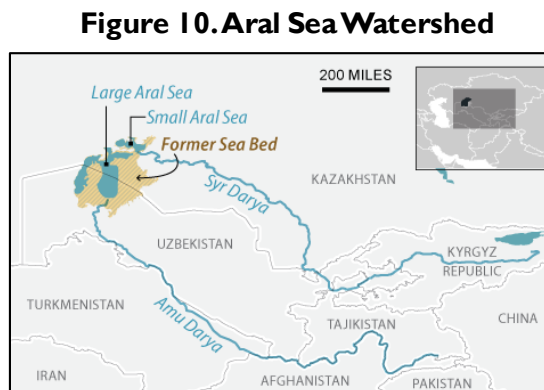 Figure 10. Aral Sea Watershed
200 MILES
Large Aral Sea
Small Aral Sea
Former Sea Bed
KAZAKHSTAN
Syr Darya
UZBEKISTAN
KYRGYZ
REPUBLIC
TURKMENISTAN
Amu Darya
TAJIKISTAN
CHINA
IRAN
AFGHANISTAN
PAKISTAN